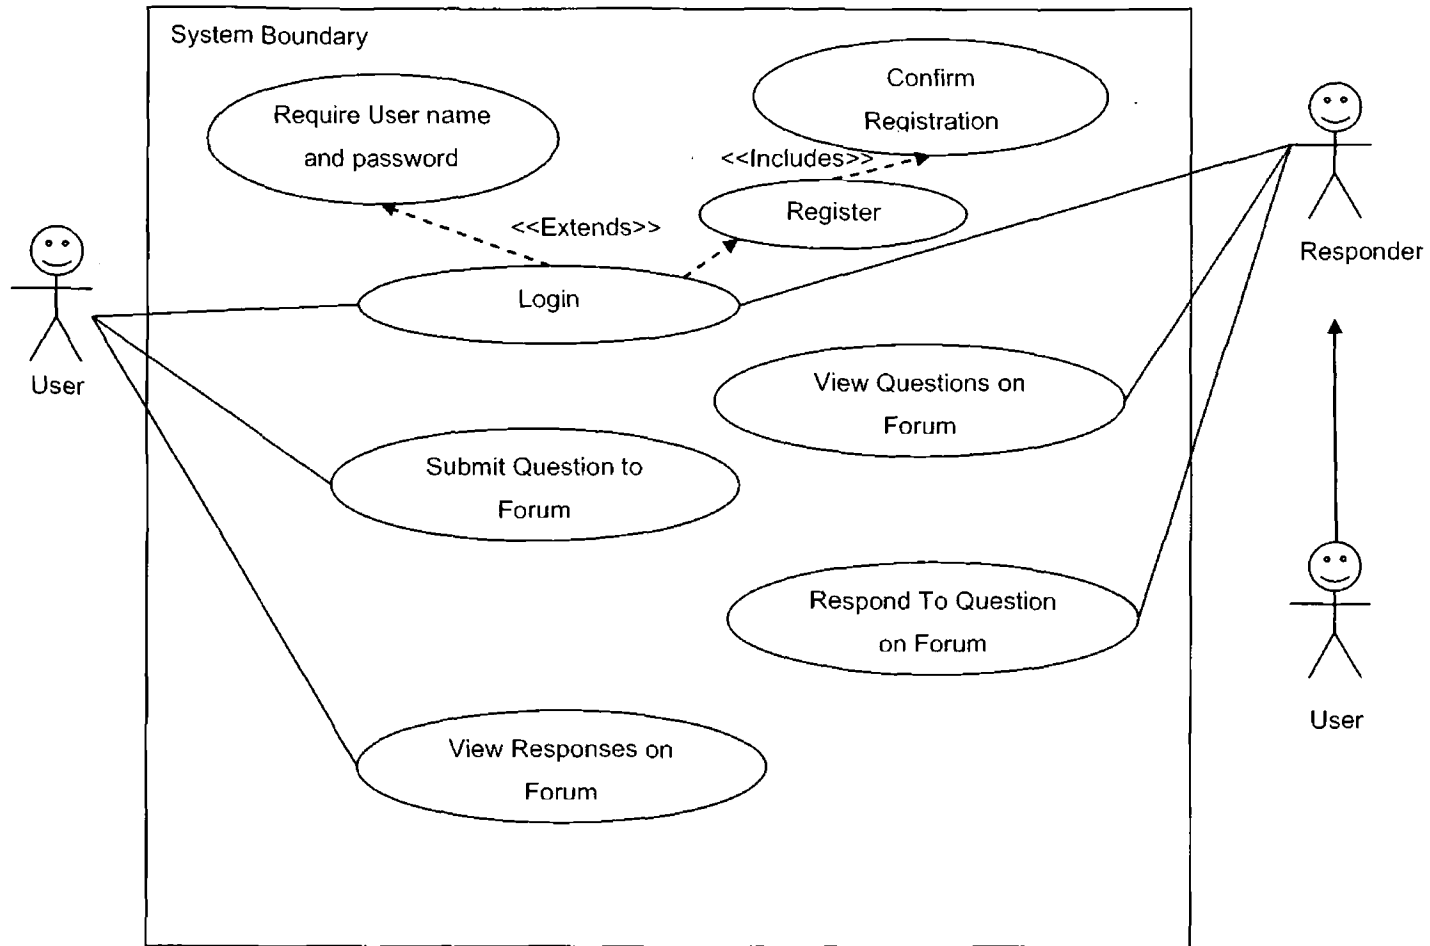 System Boundary
Confirm
Registration
Require User name
and password
<<Includes>>
Register
<<Extends>>
Login
Responder
User
View Questions on
Forum
Submit Question to
Forum
Respond To Question
on Forum
User
View Responses on
Forum